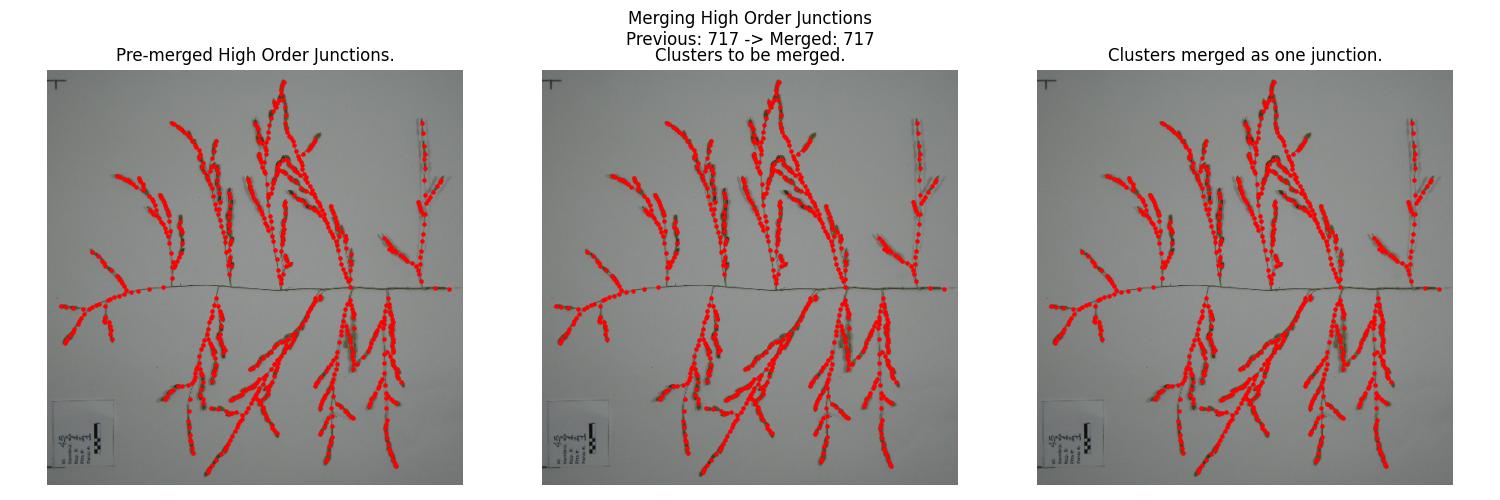 Merging High Order Junctions
Previous: 717 -> Merged: 717
Pre-merged High Order Junctions.
Clusters to be merged.
Clusters merged as one junction.